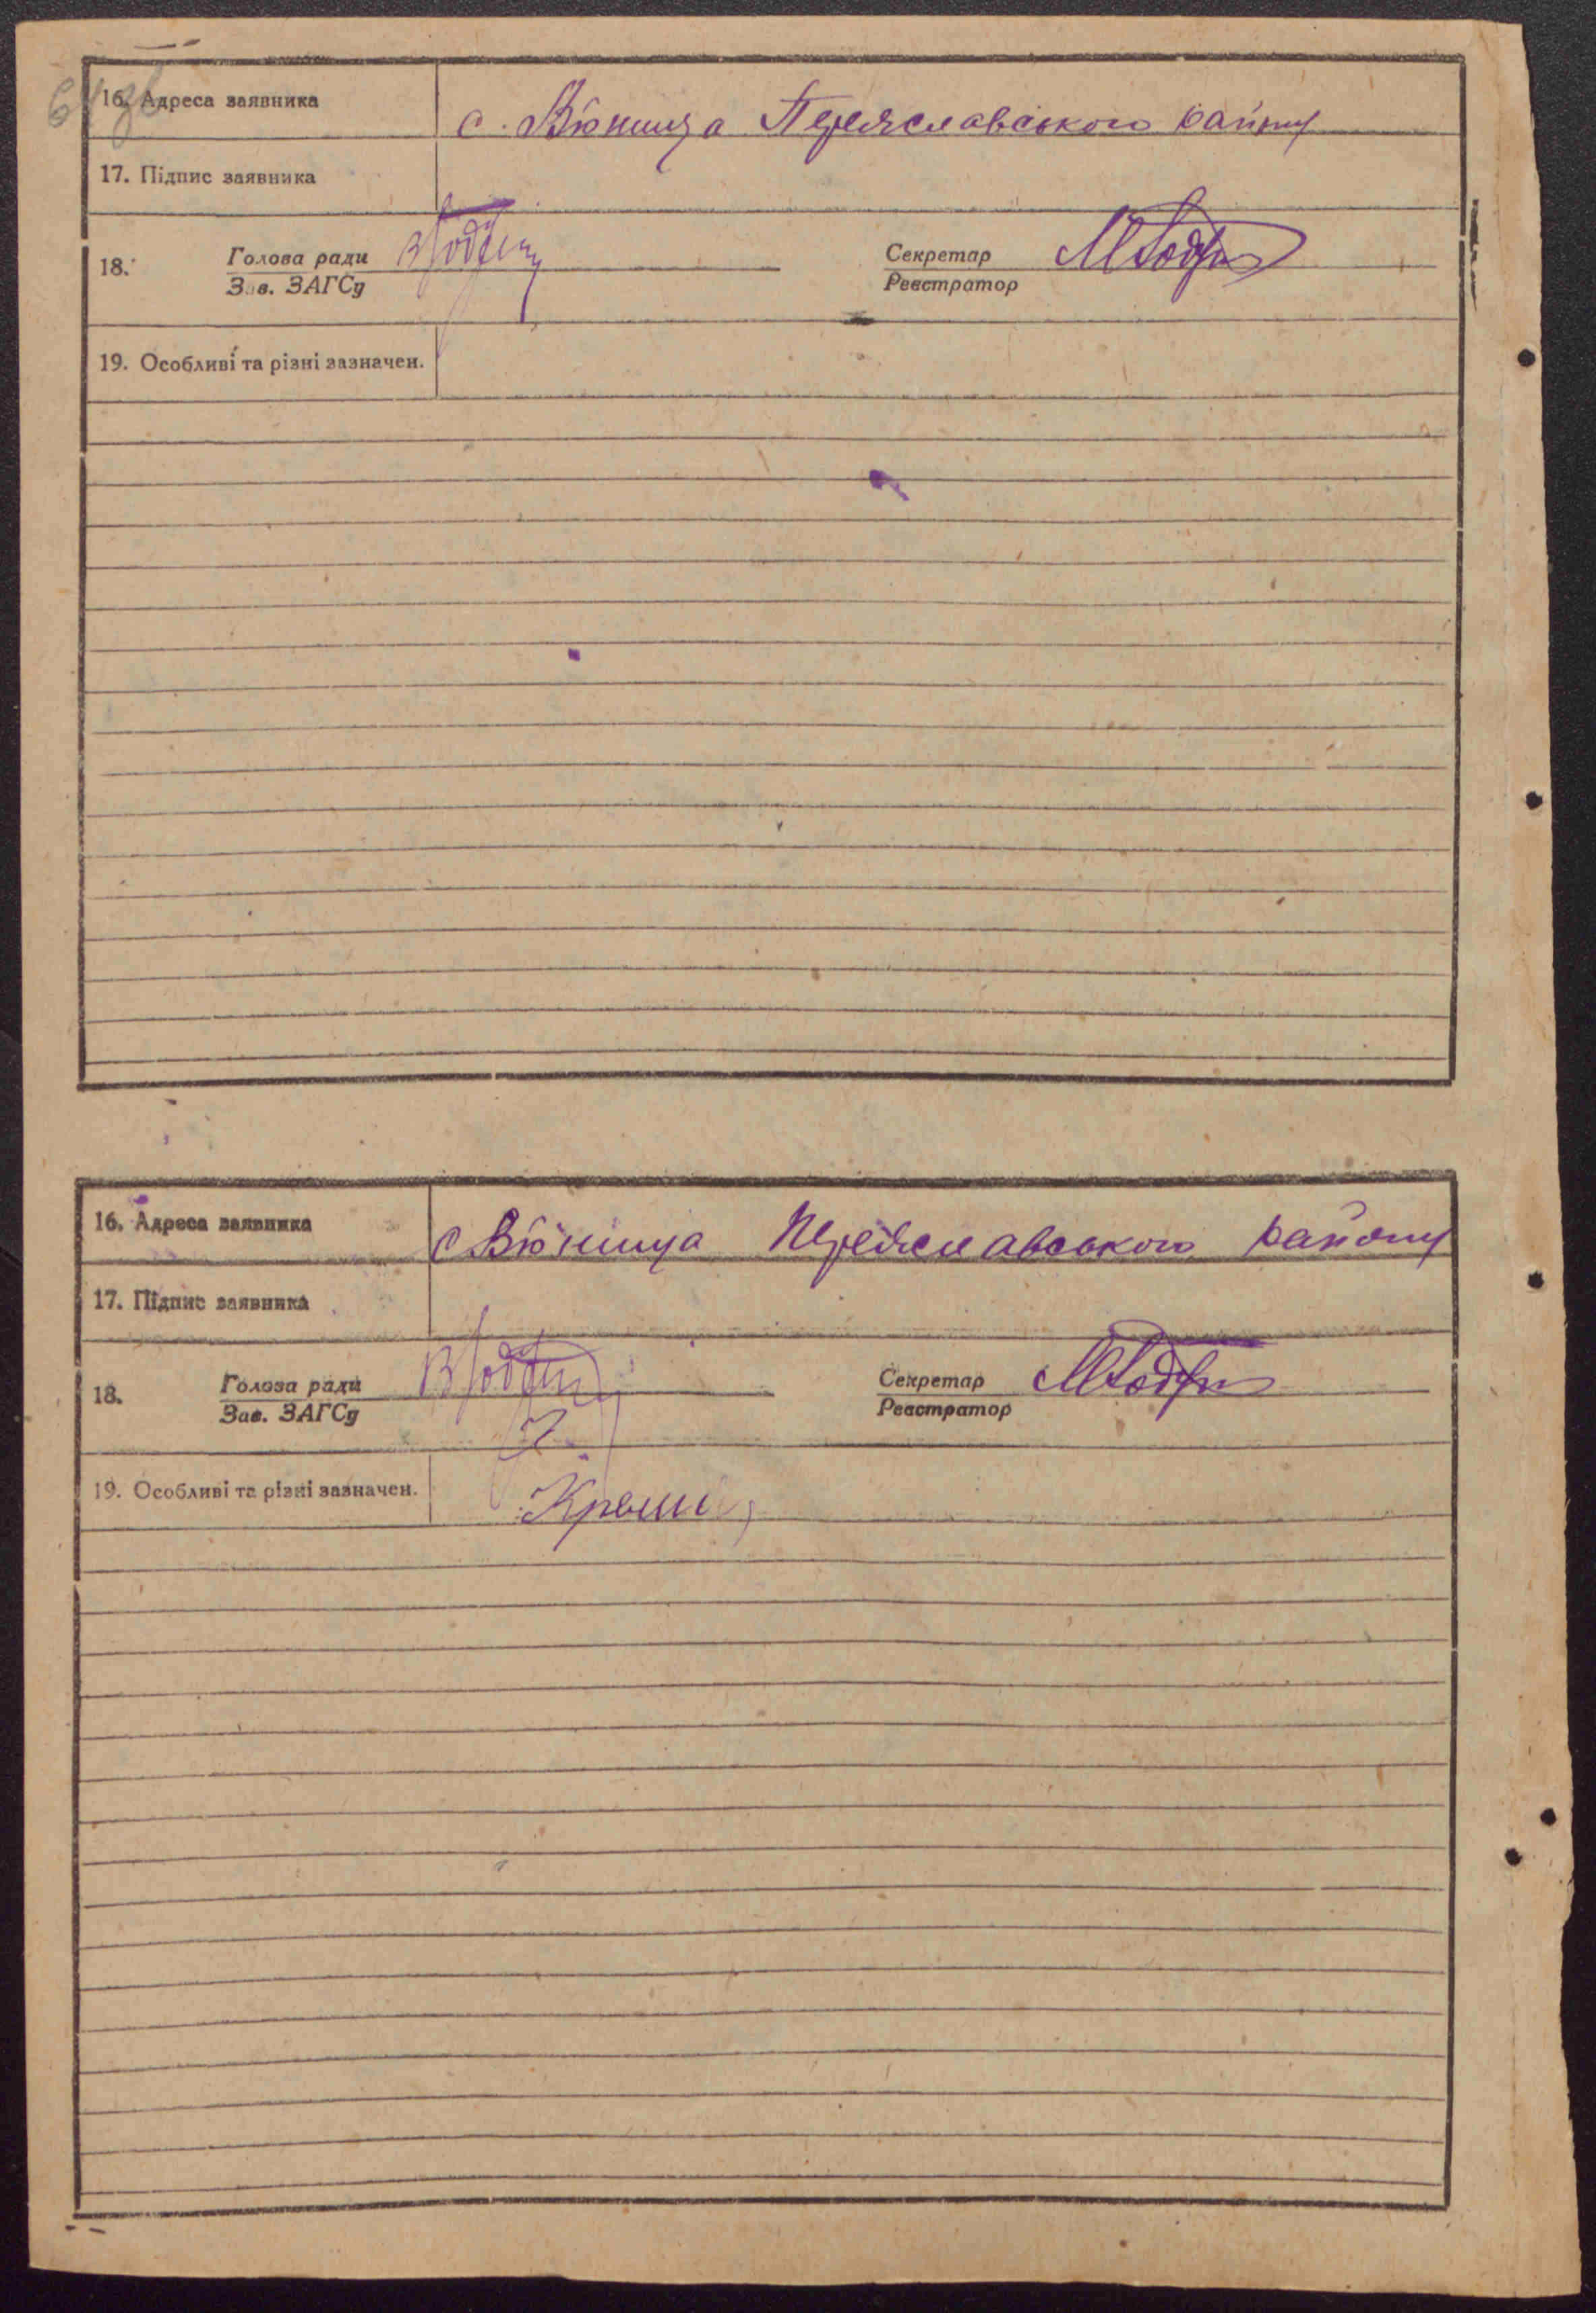 16. Адреса заявника с. Вюнища Переяславського району
17. Підпис заявника
18. Голова ради Секретар
Зав. ЗАГСу Реєстратор
19. Особливі та різні зазначен.
16. Адреса заявника с Вюнища Переяславського району
17. Підпис заявника
18. Голова ради Секретар
Зав. ЗАГСу Реєстратор
19. Особливі та різні зазначен.